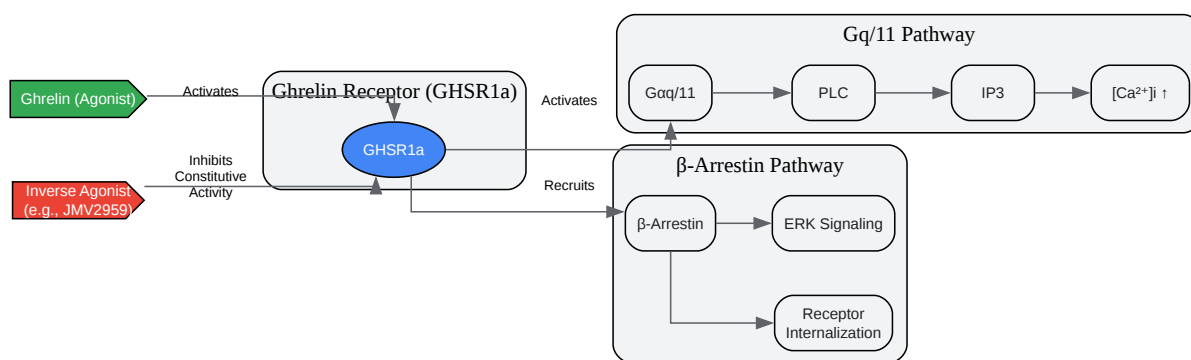 Gq/11 Pathway
Ghrelin Receptor (GHSR1a)
Ghrelin (Agonist)
Activates
Activates
Gαq/11
PLC
IP3
[Ca²⁺]i ↑
GHSR1a
Inhibits
Constitutive
Activity
Inverse Agonist
(e.g., JMV2959)
Recruits
β-Arrestin Pathway
β-Arrestin
ERK Signaling
Receptor
Internalization